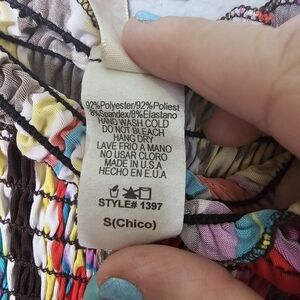 92%Polyester/92%Poliest
8%Spandex/8%Elastano
HAND WASH COLD
DO NOT BLEACH
HANG DRY
LAVE FRIO A MANO
NO USAR CLORO
MADE IN U.S.A
HECHO EN E.U.A
STYLE# 1397
S(Chico)